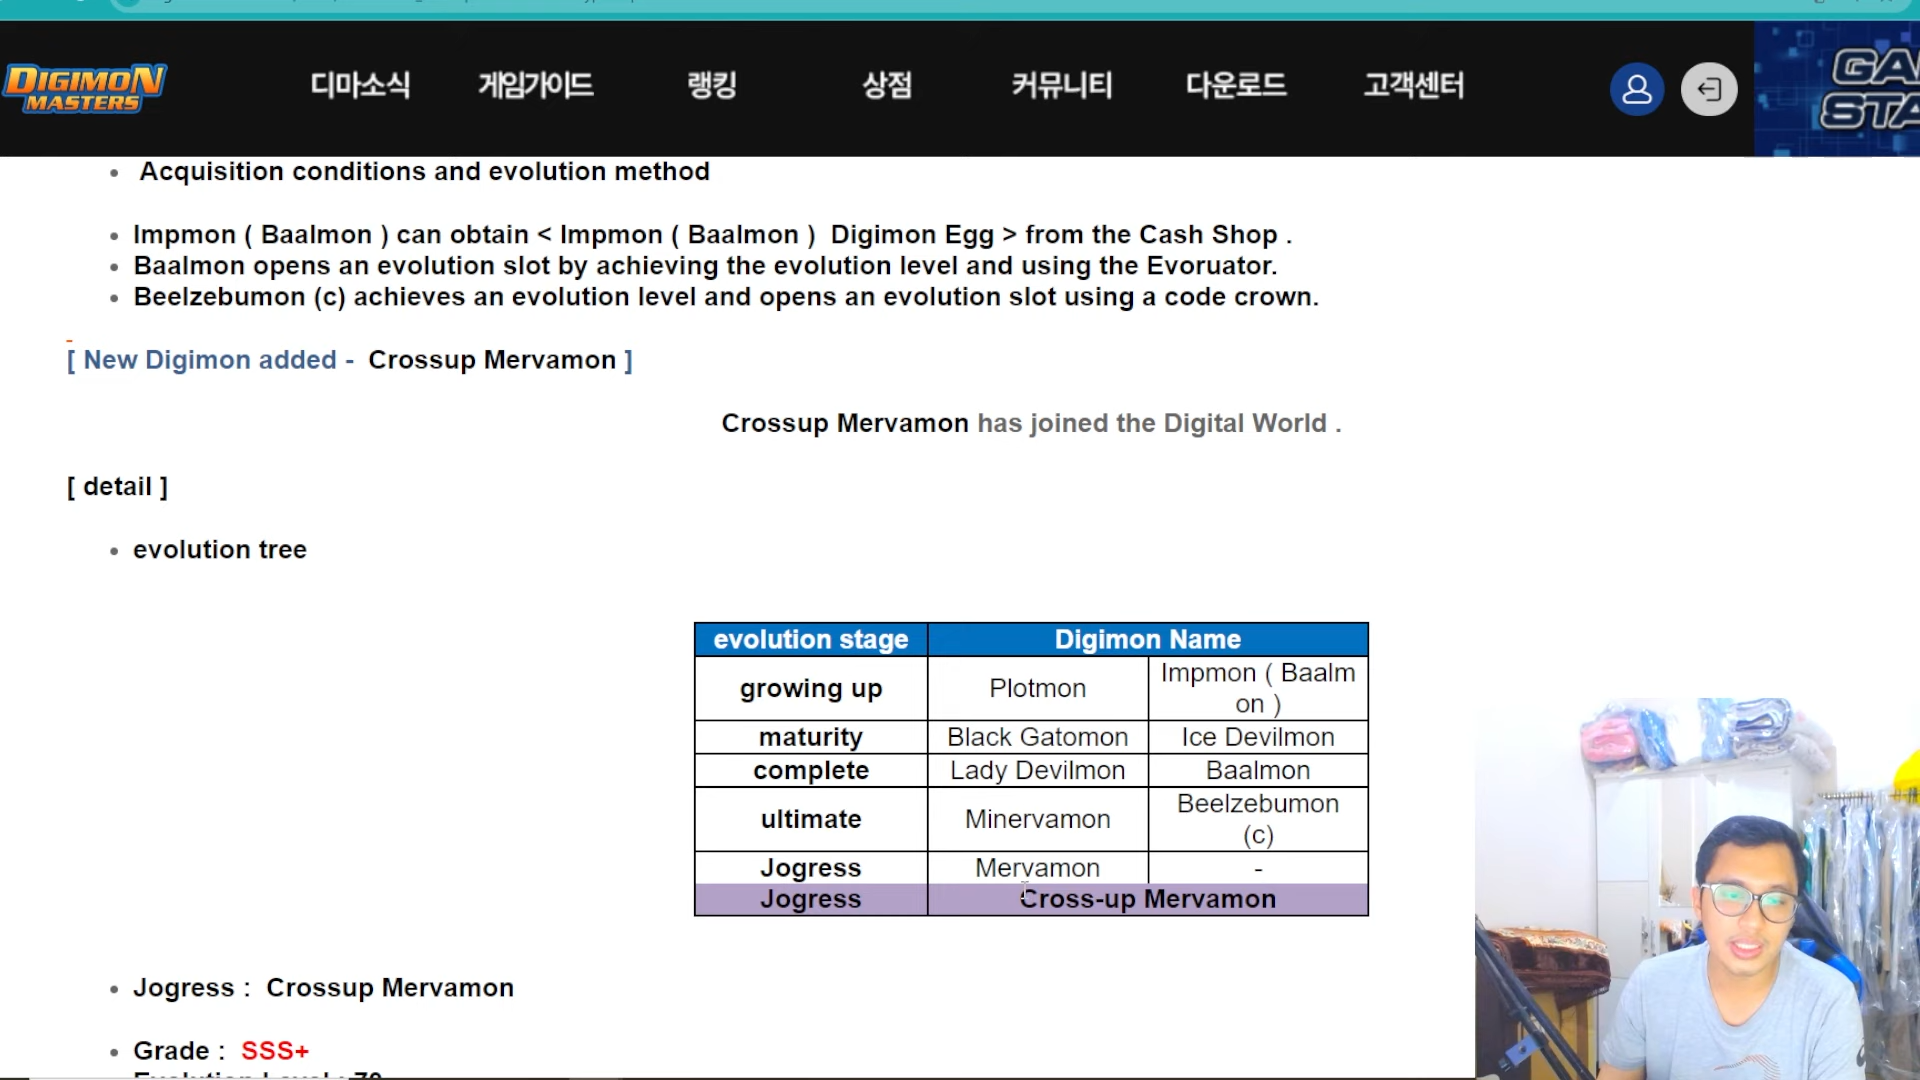 DIGIMON
MASTERS
디마소식 게임가이드 랭킹 상점 커뮤니티 다운로드 고객센터
GA
STA
Acquisition conditions and evolution method
Impmon ( Baalmon ) can obtain < Impmon ( Baalmon ) Digimon Egg > from the Cash Shop .
Baalmon opens an evolution slot by achieving the evolution level and using the Evoruator.
Beelzebumon (c) achieves an evolution level and opens an evolution slot using a code crown.
[ New Digimon added - Crossup Mervamon ]
Crossup Mervamon has joined the Digital World .
[ detail ]
evolution tree
evolution stage Digimon Name
growing up Plotmon Impmon ( Baalm
on )
maturity Black Gatomon Ice Devilmon
complete Lady Devilmon Baalmon
ultimate Minervamon Beelzebumon
(c)
Jogress Mervamon -
Jogress Cross-up Mervamon
Jogress : Crossup Mervamon
Grade : SSS+
Evolution Level : 70